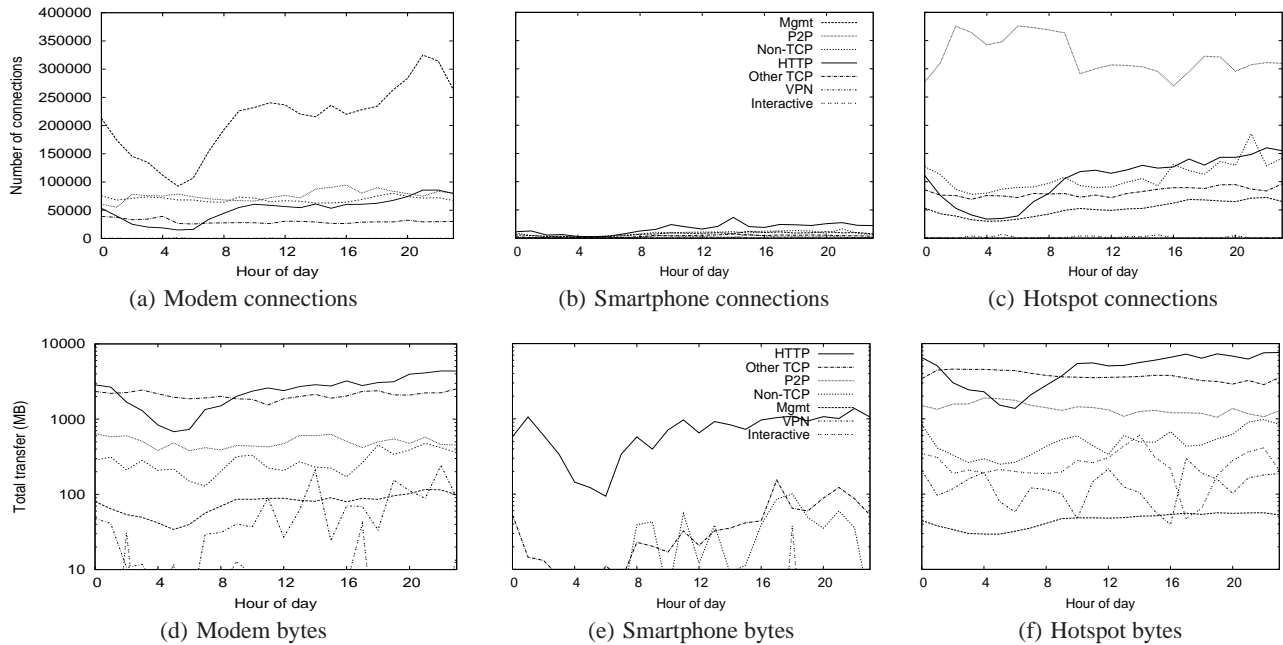 400000
350000
300000
250000
200000
150000
100000
50000
0
Number of connections
0 4 8 12 16 20
Hour of day
(a) Modem connections
Mgmt
P2P
Non-TCP
HTTP
Other TCP
VPN
Interactive
0 4 8 12 16 20
Hour of day
(b) Smartphone connections
0 4 8 12 16 20
Hour of day
(c) Hotspot connections
10000
1000
100
10
Total transfer (MB)
0 4 8 12 16 20
Hour of day
(d) Modem bytes
HTTP
Other TCP
P2P
Non-TCP
Mgmt
VPN
Interactive
0 4 8 12 16 20
Hour of day
(e) Smartphone bytes
0 4 8 12 16 20
Hour of day
(f) Hotspot bytes